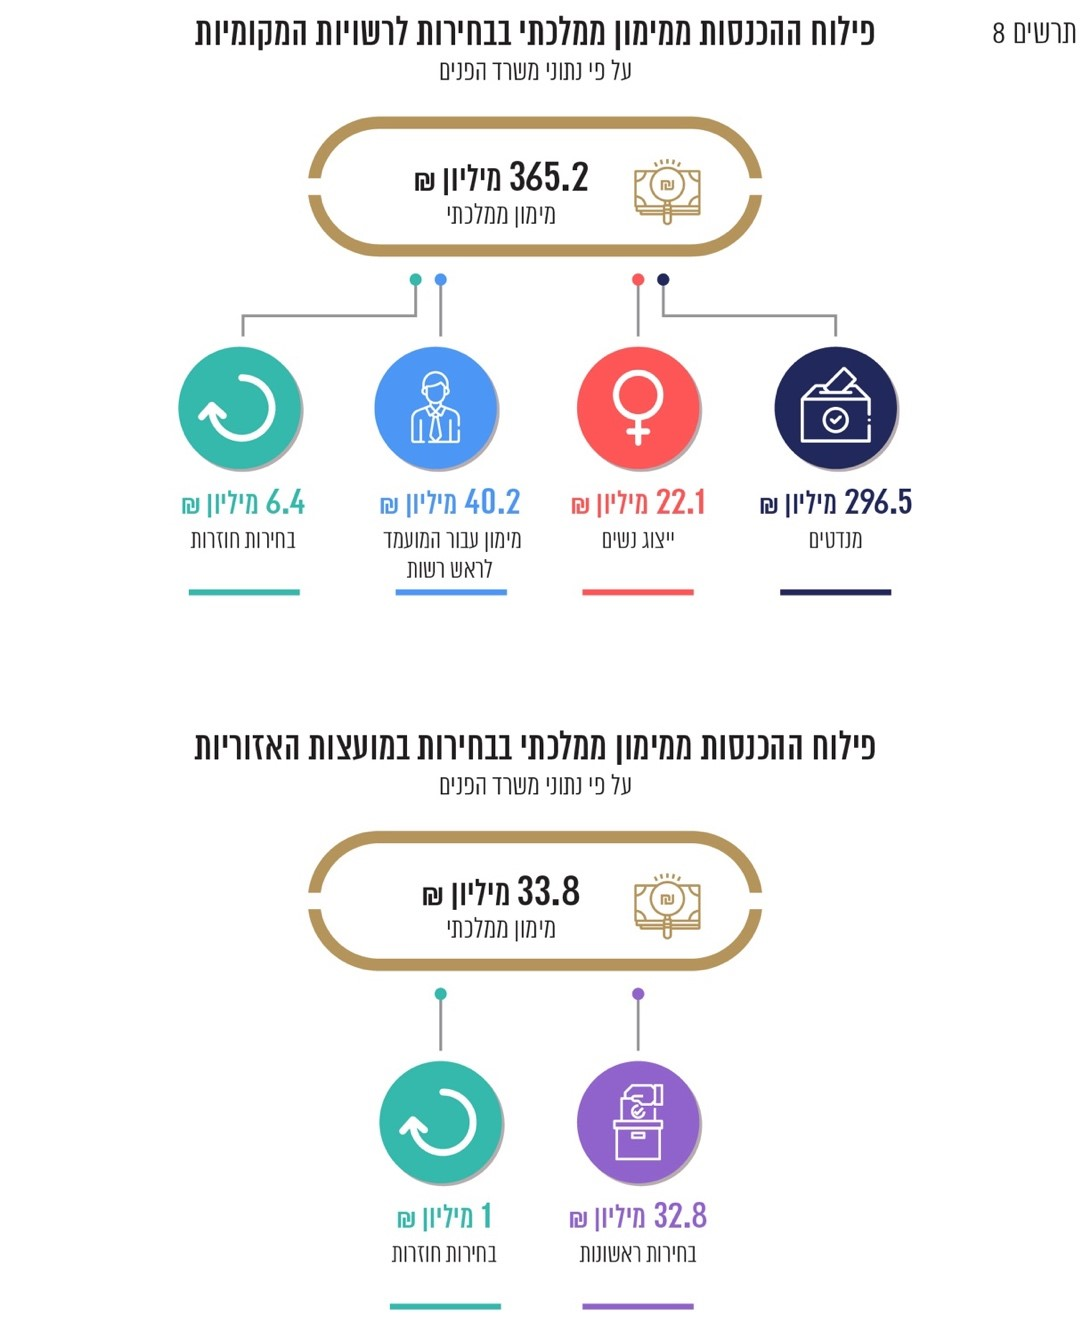 תרשים 8
פילוח ההכנסות ממימון ממלכתי בבחירות לרשויות המקומיות
על פי נתוני משרד הפנים
365.2 מיליון ₪
מימון ממלכתי
296.5 מיליון ₪
מנדטים
22.1 מיליון ₪
ייצוג נשים
40.2 מיליון ₪
מימון עבור המועמד
לראש רשות
6.4 מיליון ₪
בחירות חוזרות
פילוח ההכנסות ממימון ממלכתי בבחירות במועצות האזוריות
על פי נתוני משרד הפנים
33.8 מיליון ₪
מימון ממלכתי
32.8 מיליון ₪
בחירות ראשונות
1 מיליון ₪
בחירות חוזרות